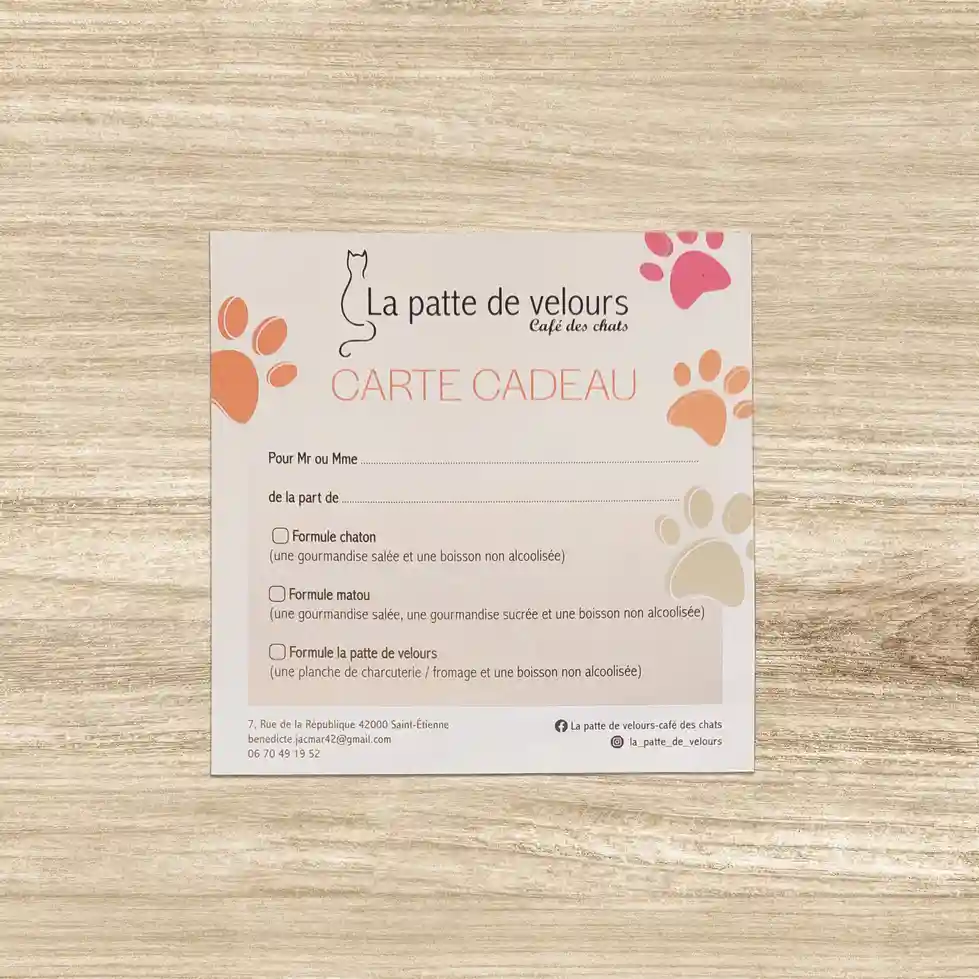 La patte de velours
Café des chats
CARTE CADEAU
Pour Mr ou Mme
de la part de
Formule chaton
(une gourmandise salée et une boisson non alcoolisée)
Formule matou
(une gourmandise salée, une gourmandise sucrée et une boisson non alcoolisée)
Formule la patte de velours
(une planche de charcuterie / fromage et une boisson non alcoolisée)
7, Rue de la République 42000 Saint-Étienne
benedicte.jacmar42@gmail.com
06 70 49 19 52
La patte de velours-café des chats
la_patte_de_velours